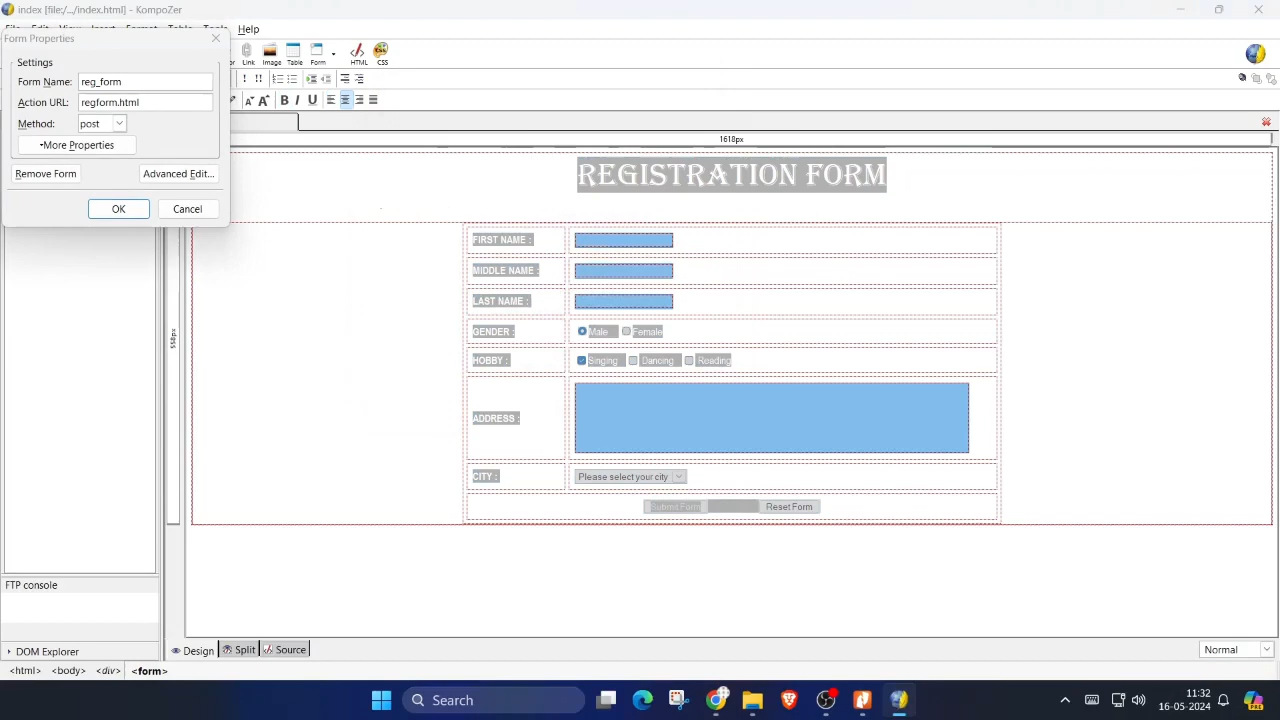 index [file:/.../index.html] - KompoZer
Help
Form Properties
Settings
Form Name: reg_form
Action URL: regform.html
Method: post
More Properties
Remove Form Advanced Edit...
OK Cancel
Link Image Table Form HTML CSS
B I U
1618px
558px
REGISTRATION FORM
FIRST NAME :
MIDDLE NAME :
LAST NAME :
GENDER : Male Female
HOBBY : Singing Dancing Reading
ADDRESS :
CITY : Please select your city
Submit Form Reset Form
FTP console
DOM Explorer
Design Split Source Normal
<html> <body> <div> <form>
Search
11:32
16-05-2024